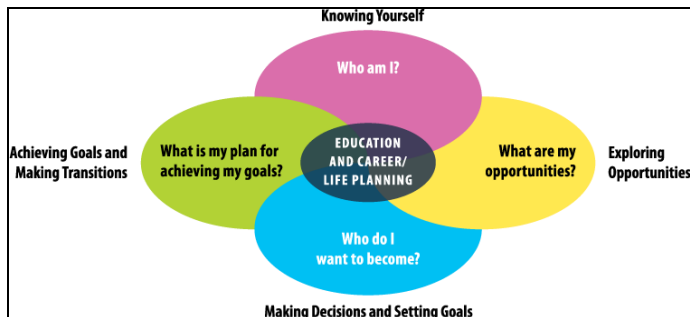 Knowing Yourself
Who am I?
Achieving Goals and
Making Transitions
What is my plan for
achieving my goals?
EDUCATION
AND CAREER/
LIFE PLANNING
What are my
opportunities?
Exploring
Opportunities
Who do I
want to become?
Making Decisions and Setting Goals